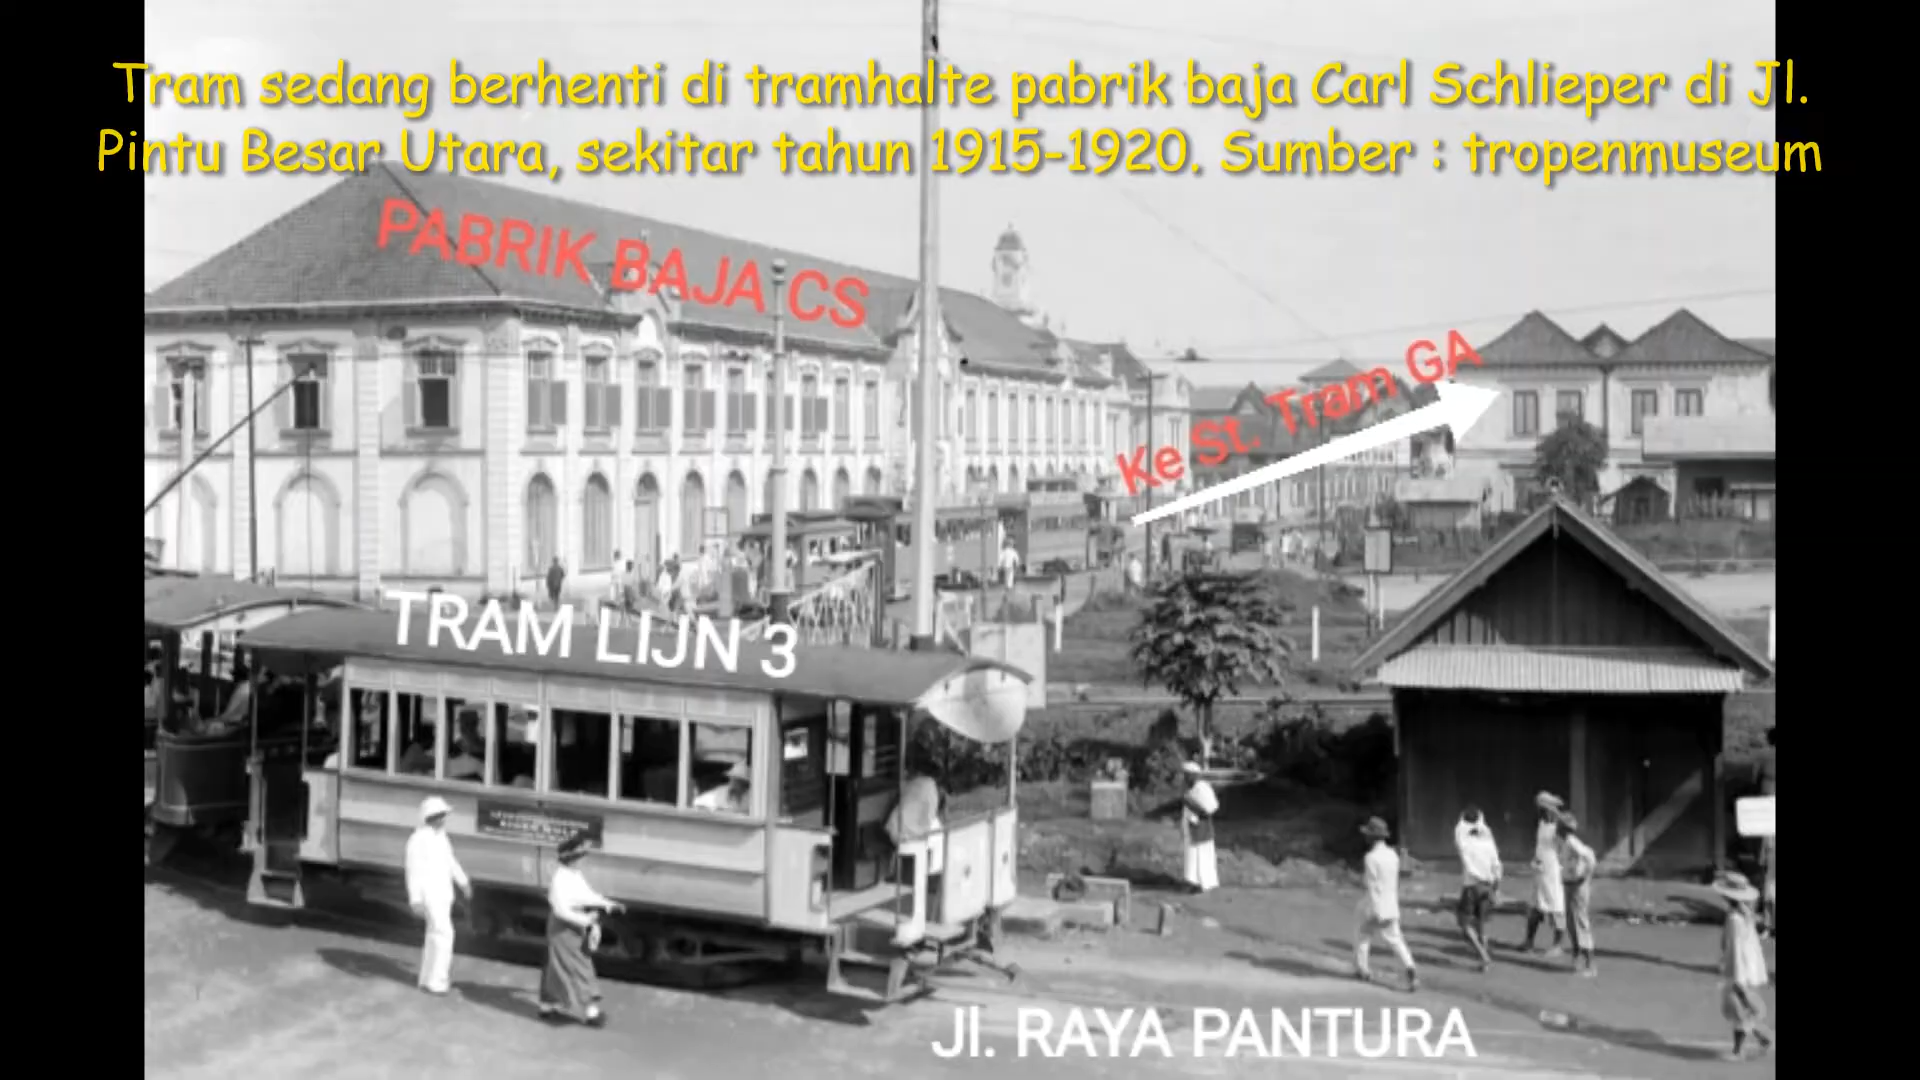 Tram sedang berhenti di tramhalte pabrik baja Carl Schlieper di Jl.
Pintu Besar Utara, sekitar tahun 1915-1920. Sumber : tropenmuseum
PABRIK BAJA CS
Ke St. Tram GA
TRAM LIJN 3
Jl. RAYA PANTURA